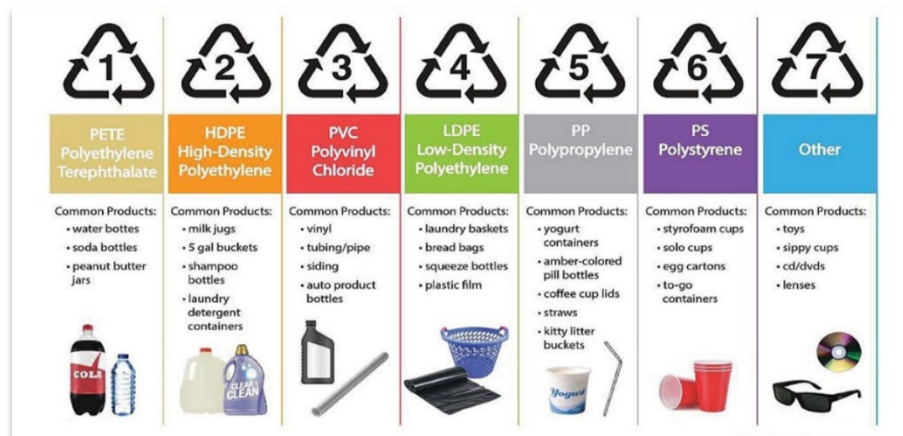 1
2
3
4
5
6
7
PETE
Polyethylene
Terephthalate
HDPE
High-Density
Polyethylene
PVC
Polyvinyl
Chloride
LDPE
Low-Density
Polyethylene
PP
Polypropylene
PS
Polystyrene
Other
Common Products:
• water bottes
• soda bottles
• peanut butter
jars
COLA
Common Products:
• milk jugs
• 5 gal buckets
• shampoo
bottles
• laundry
detergent
containers
CLEAR &
CLEAN
Common Products:
• vinyl
• tubing/pipe
• siding
• auto product
bottles
Common Products:
• laundry baskets
• bread bags
• squeeze bottles
• plastic film
Common Products:
• yogurt
containers
• amber-colored
pill bottles
• coffee cup lids
• straws
• kitty litter
buckets
Yogurt
Common Products:
• styrofoam cups
• solo cups
• egg cartons
• to-go
containers
Common Products:
• toys
• sippy cups
• cd/dvds
• lenses